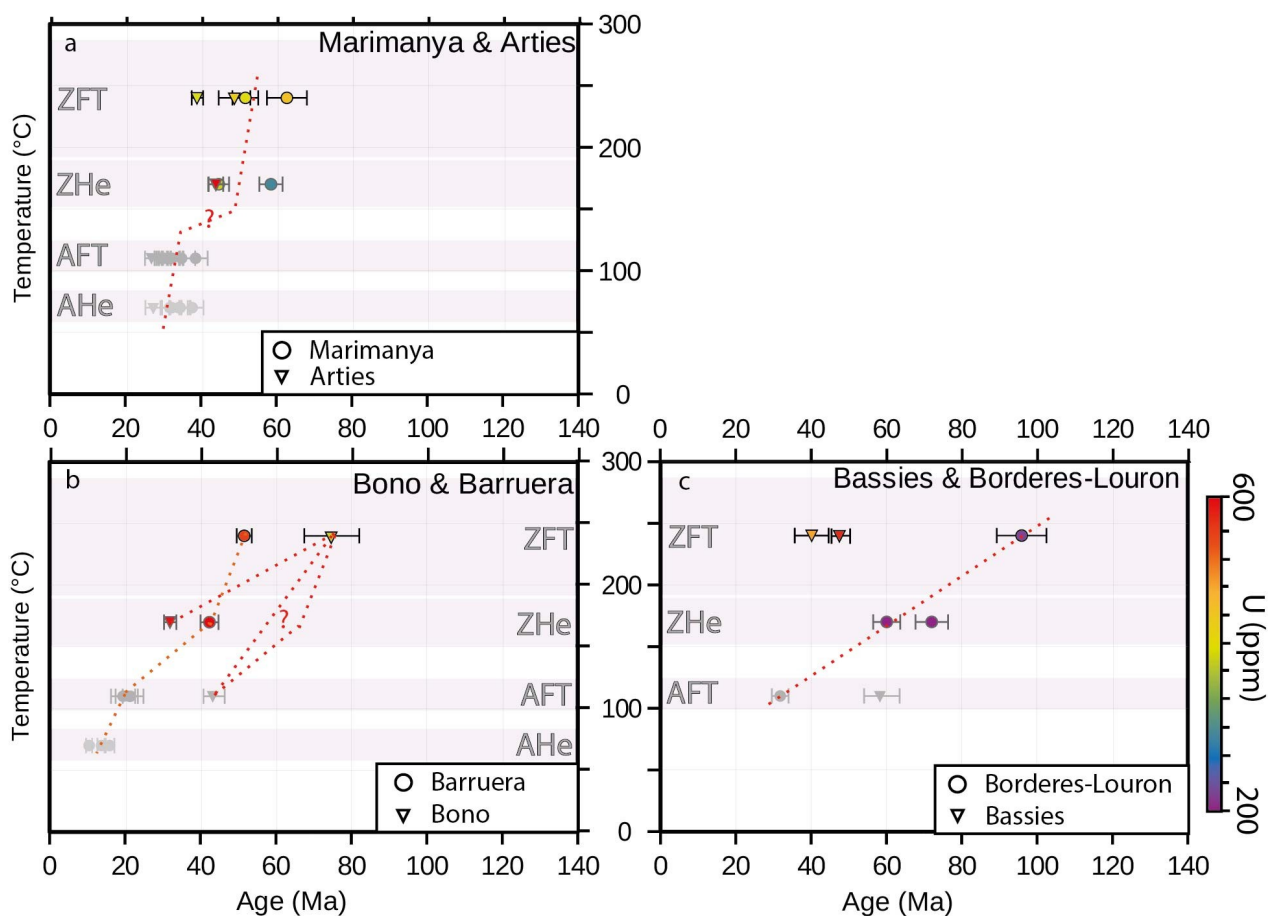 a
Marimanya & Arties
300
ZFT
200
ZHe
?
AFT
100
AHe
Marimanya
Arties
0
Temperature (°C)
0 20 40 60 80 100 120 140
0 20 40 60 80 100 120 140
b
Bono & Barruera
300
ZFT
200
ZHe
?
AFT
100
AHe
Barruera
Bono
0
Temperature (°C)
0 20 40 60 80 100 120 140
Age (Ma)
c
Bassies & Borderes-Louron
ZFT
ZHe
AFT
Borderes-Louron
Bassies
0 20 40 60 80 100 120 140
Age (Ma)
600
U (ppm)
200